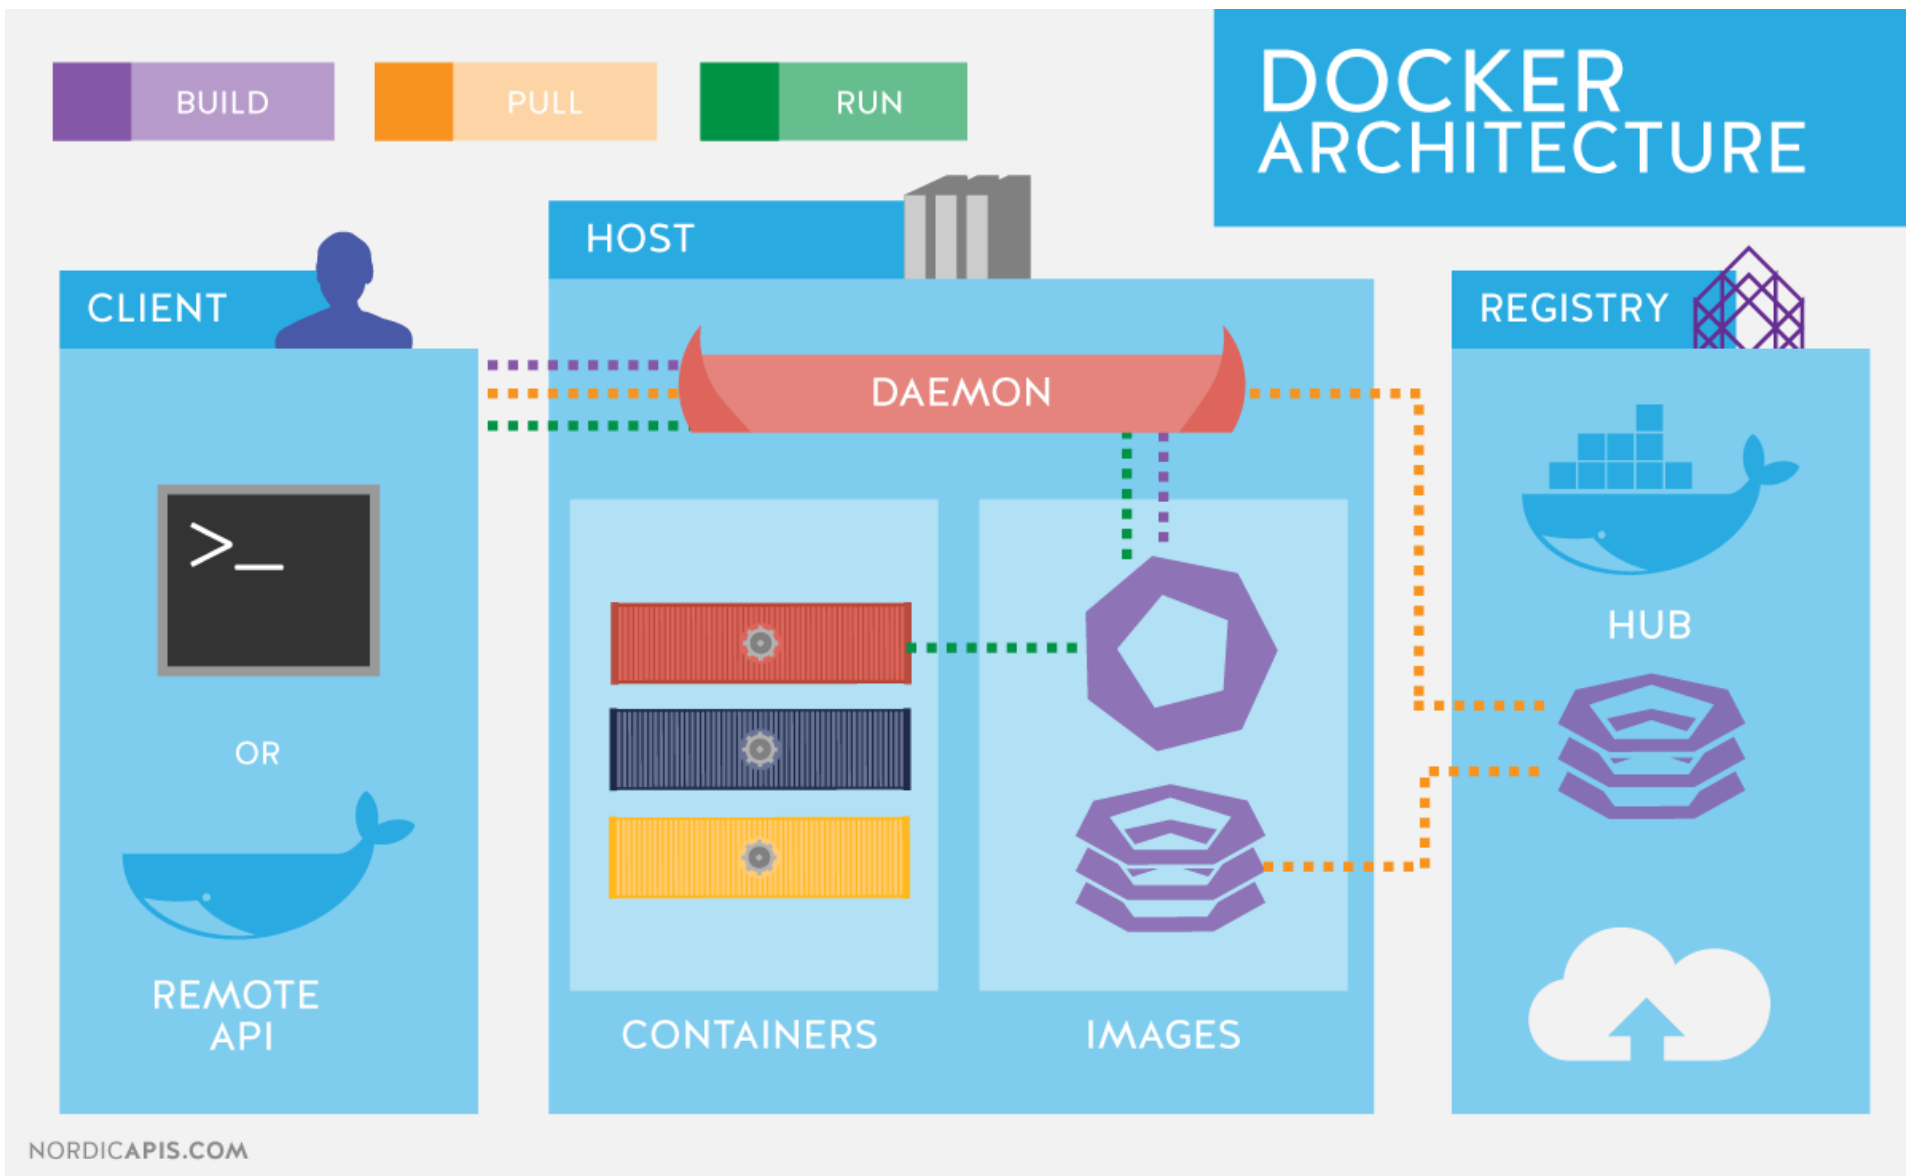 BUILD
PULL
RUN
DOCKER
ARCHITECTURE
HOST
CLIENT
REGISTRY
DAEMON
>_
HUB
OR
REMOTE
API
CONTAINERS
IMAGES
NORDICAPIS.COM